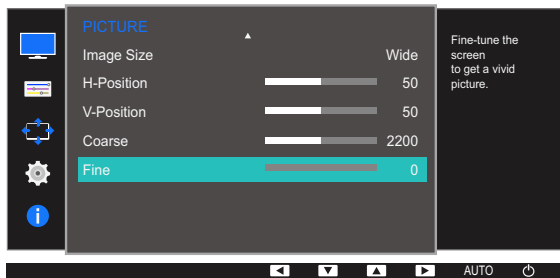 PICTURE
Image Size Wide
H-Position 50
V-Position 50
Coarse 2200
Fine 0
Fine-tune the
screen
to get a vivid
picture.
AUTO